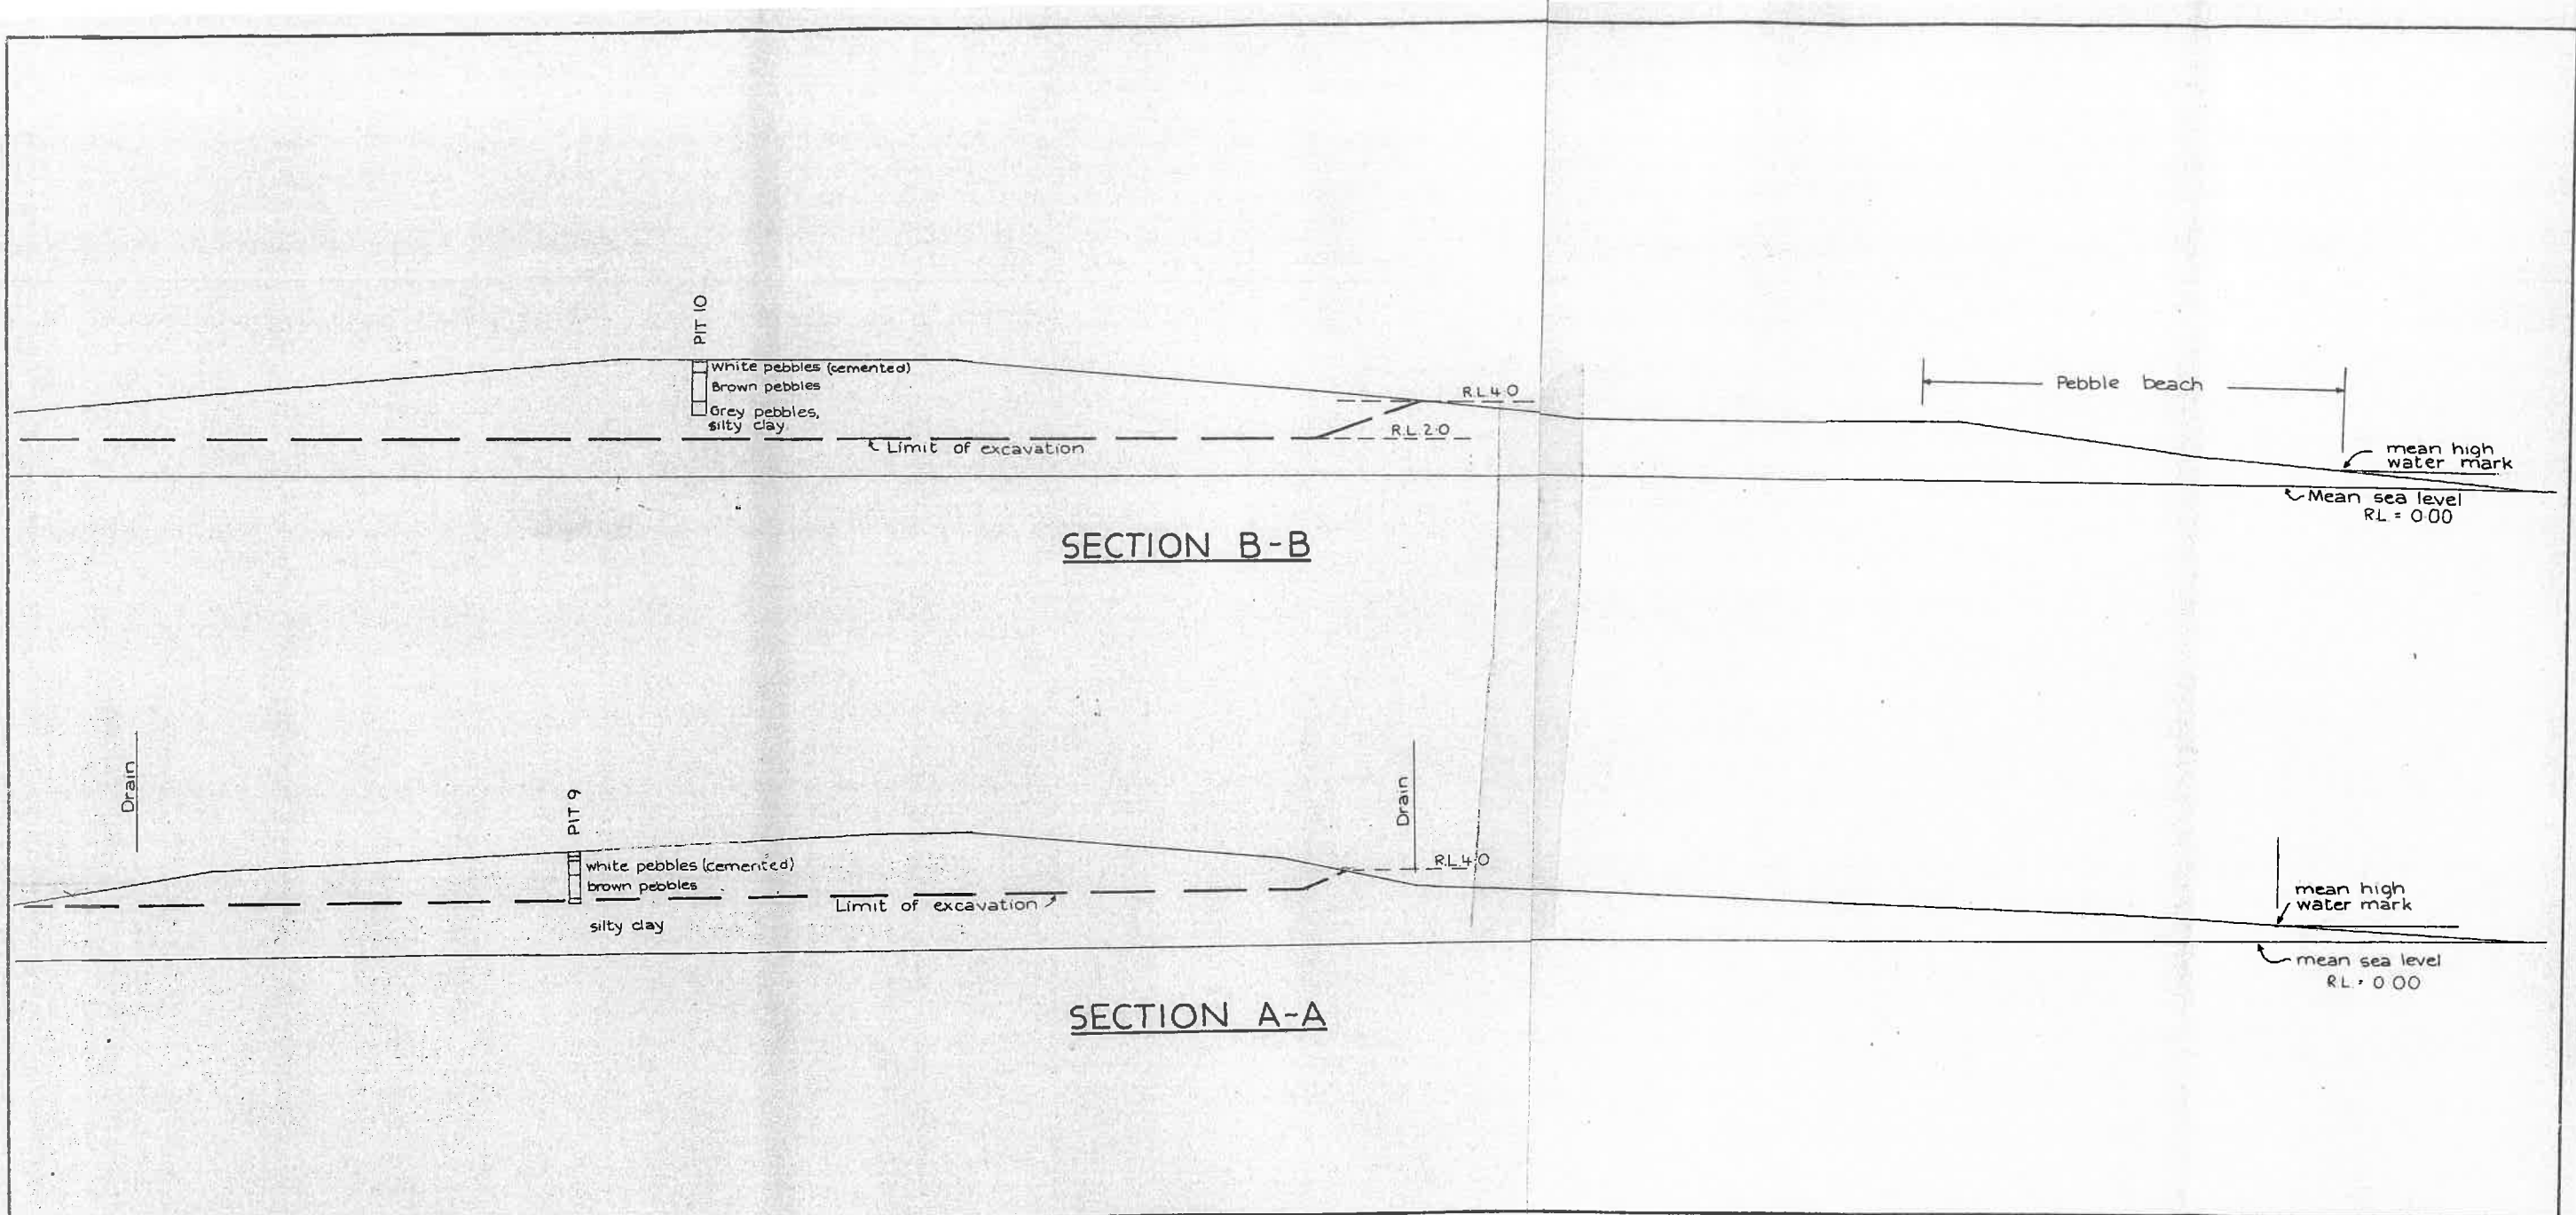 PIT 10
White pebbles (cemented)
Brown pebbles
Grey pebbles,
silty clay.
R.L.4·0
R.L.2·0
Limit of excavation
Pebble beach
mean high
water mark
Mean sea level
R.L. = 0·00
SECTION B-B
Drain
PIT 9
white pebbles (cemented)
brown pebbles
silty clay
Limit of excavation
Drain
R.L.4·0
mean high
water mark
mean sea level
R.L. = 0·00
SECTION A-A